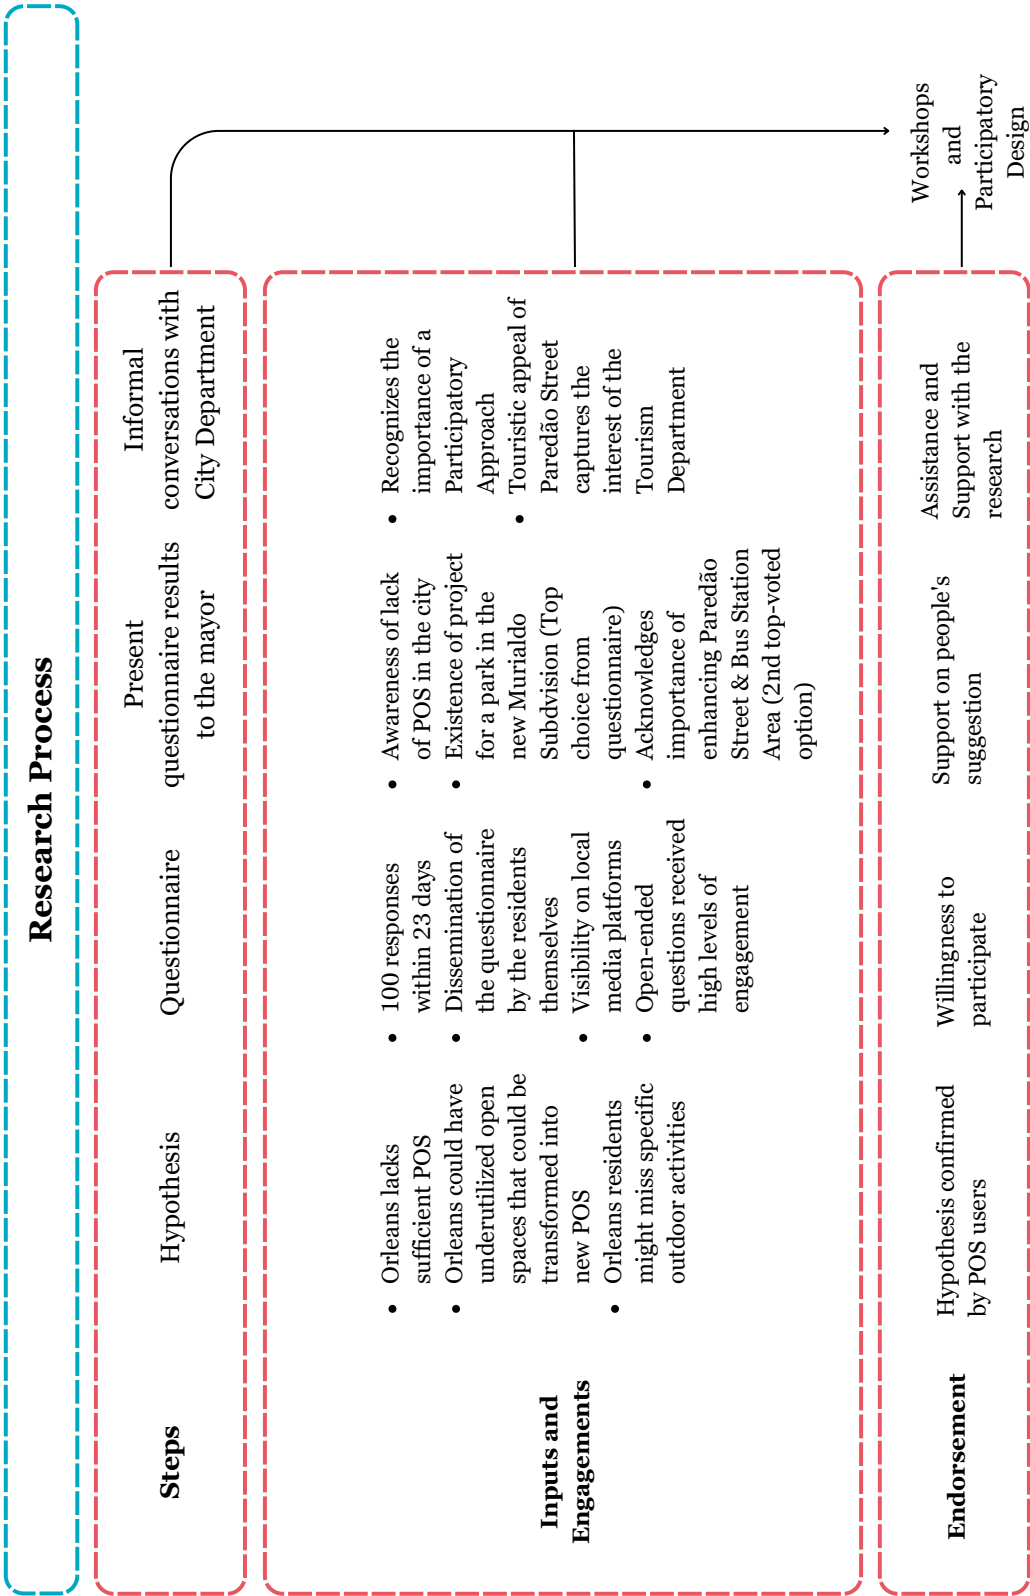 Research Process
Steps
Hypothesis
Questionnaire
Present
questionnaire results
to the mayor
Informal
conversations with
City Department
Inputs and
Engagements
• Orleans lacks
sufficient POS
• Orleans could have
underutilized open
spaces that could be
transformed into
new POS
• Orleans residents
might miss specific
outdoor activities
• 100 responses
within 23 days
• Dissemination of
the questionnaire
by the residents
themselves
• Visibility on local
media platforms
• Open-ended
questions received
high levels of
engagement
• Awareness of lack
of POS in the city
• Existence of project
for a park in the
new Murialdo
Subdvision (Top
choice from
questionnaire)
• Acknowledges
importance of
enhancing Paredão
Street & Bus Station
Area (2nd top-voted
option)
• Recognizes the
importance of a
Participatory
Approach
• Touristic appeal of
Paredão Street
captures the
interest of the
Tourism
Department
Endorsement
Hypothesis confirmed
by POS users
Willingness to
participate
Support on people's
suggestion
Assistance and
Support with the
research
Workshops
and
Participatory
Design